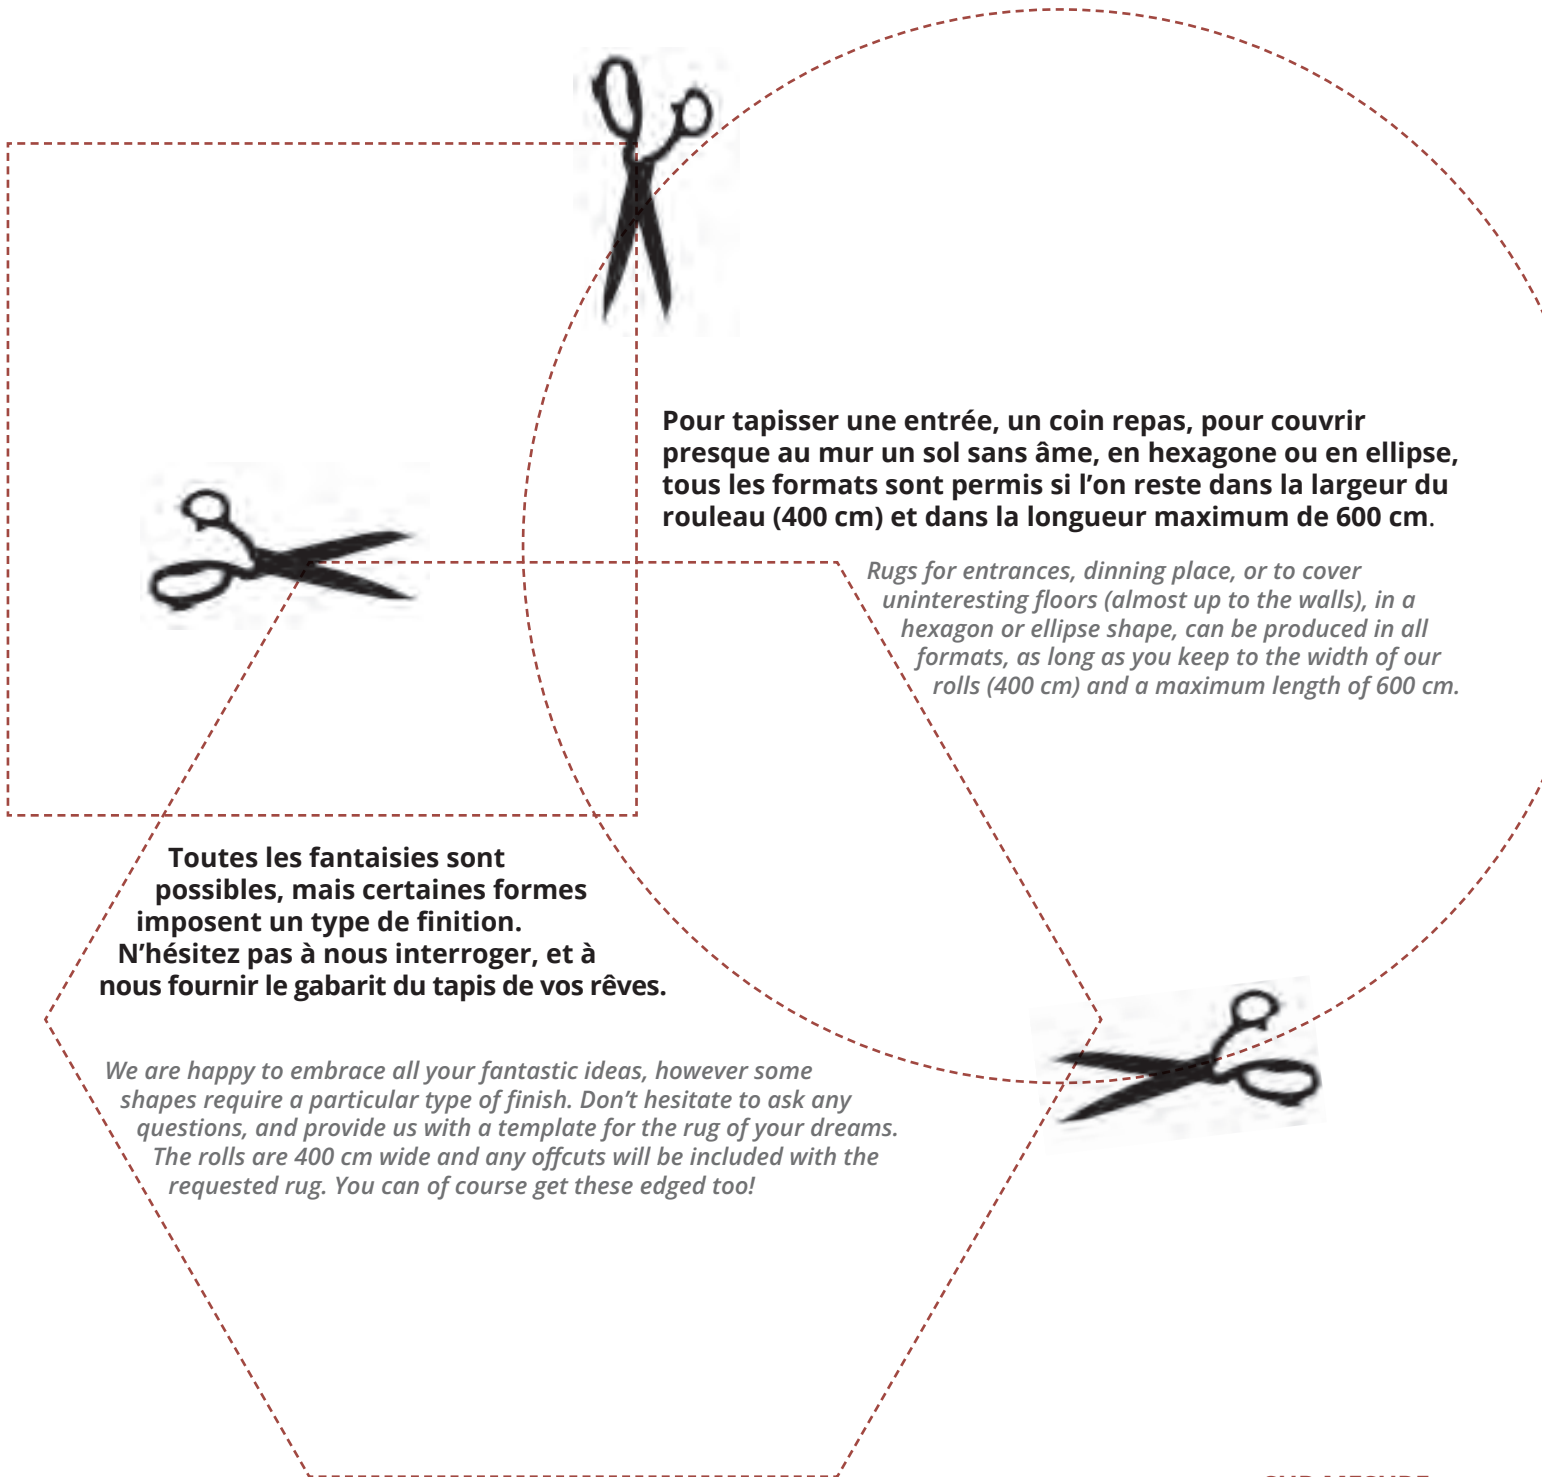 Pour tapisser une entrée, un coin repas, pour couvrir
presque au mur un sol sans âme, en hexagone ou en ellipse,
tous les formats sont permis si l’on reste dans la largeur du
rouleau (400 cm) et dans la longueur maximum de 600 cm.
Rugs for entrances, dinning place, or to cover
uninteresting floors (almost up to the walls), in a
hexagon or ellipse shape, can be produced in all
formats, as long as you keep to the width of our
rolls (400 cm) and a maximum length of 600 cm.
Toutes les fantaisies sont
possibles, mais certaines formes
imposent un type de finition.
N’hésitez pas à nous interroger, et à
nous fournir le gabarit du tapis de vos rêves.
We are happy to embrace all your fantastic ideas, however some
shapes require a particular type of finish. Don’t hesitate to ask any
questions, and provide us with a template for the rug of your dreams.
The rolls are 400 cm wide and any offcuts will be included with the
requested rug. You can of course get these edged too!